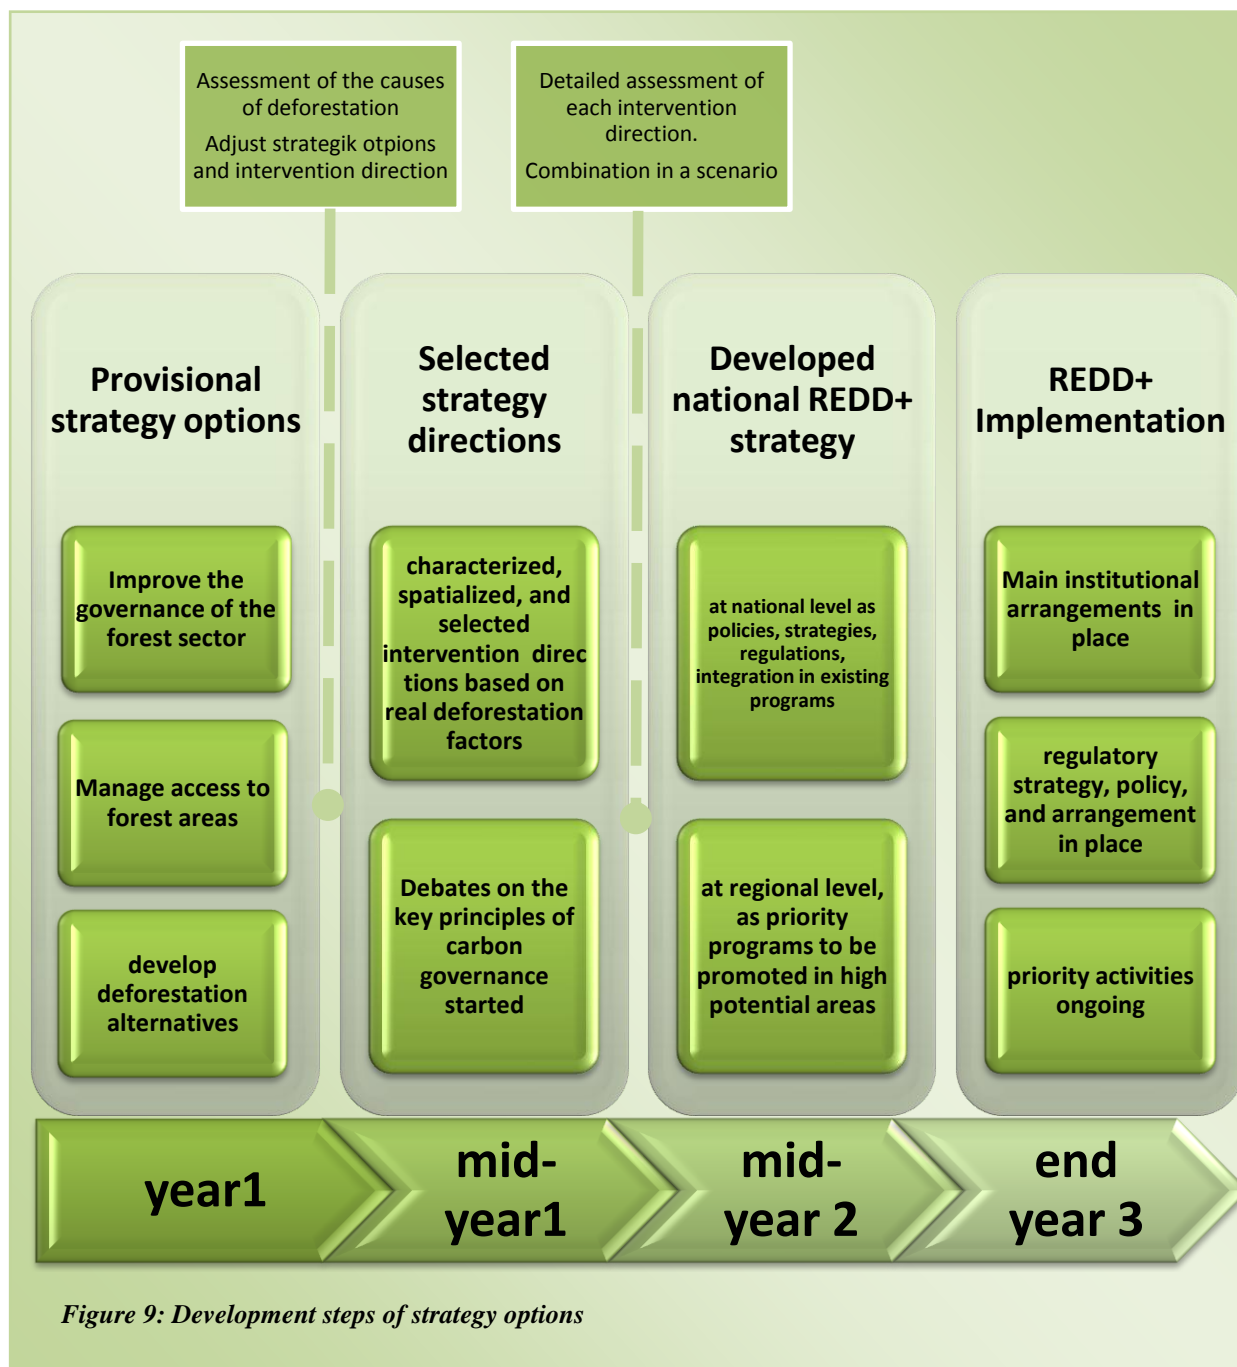 Assessment of the causes
of deforestation
Adjust strategik otpions
and intervention direction
Detailed assessment of
each intervention
direction.
Combination in a scenario
Provisional
strategy options
Improve the
governance of the
forest sector
Manage access to
forest areas
develop
deforestation
alternatives
Selected
strategy
directions
characterized,
spatialized, and
selected
intervention direc
tions based on
real deforestation
factors
Debates on the
key principles of
carbon
governance
started
Developed
national REDD+
strategy
at national level as
policies, strategies,
regulations,
integration in existing
programs
at regional level,
as priority
programs to be
promoted in high
potential areas
REDD+
Implementation
Main institutional
arrangements in
place
regulatory
strategy, policy,
and arrangement
in place
priority activities
ongoing
year1
mid-
year1
mid-
year 2
end
year 3
Figure 9: Development steps of strategy options